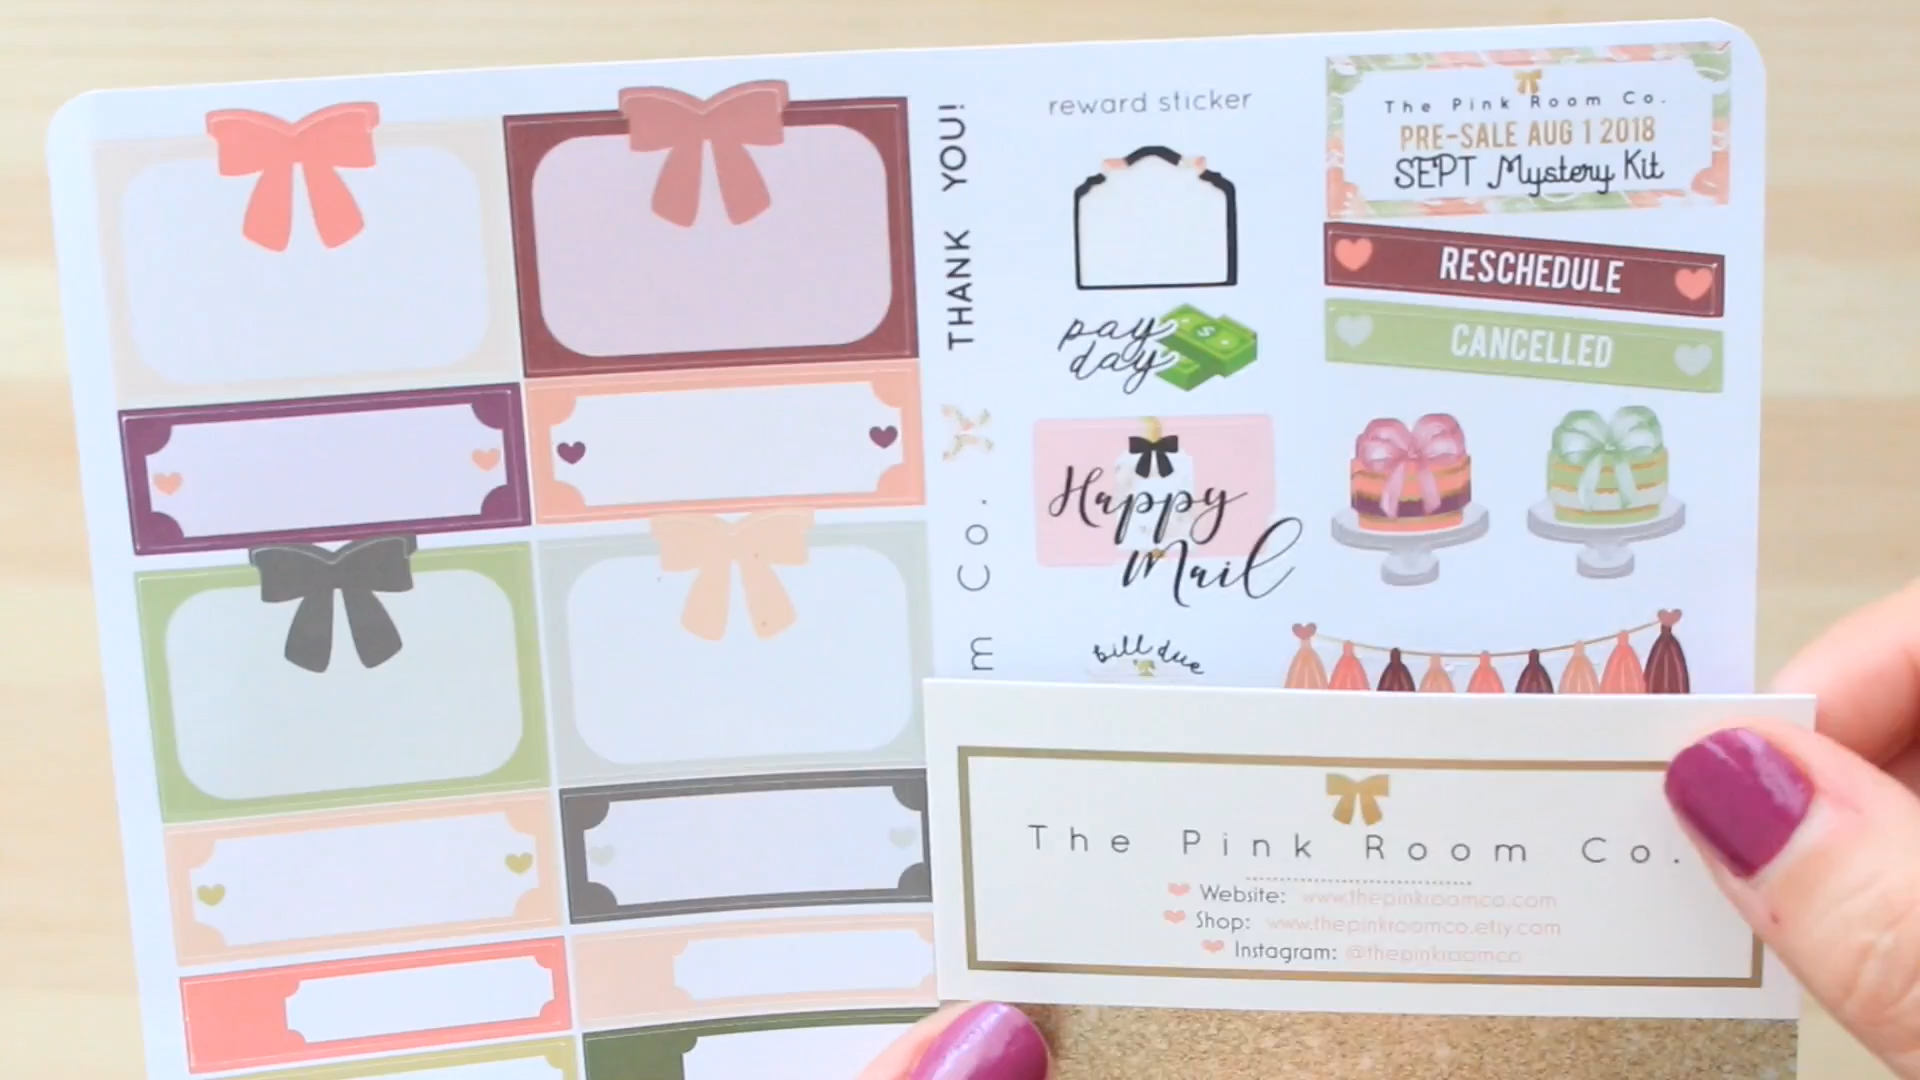 THANK YOU!
m Co.
reward sticker
pay
day
Happy
Mail
bill due
The Pink Room Co.
PRE-SALE AUG 1 2018
SEPT Mystery Kit
RESCHEDULE
CANCELLED
The Pink Room Co.
Website: www.thepinkroomco.com
Shop: www.thepinkroomco.etsy.com
Instagram: @thepinkroomco